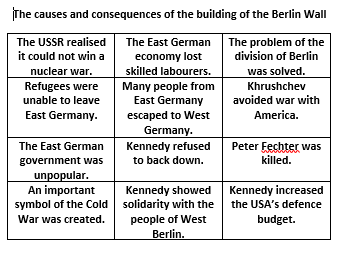 The causes and consequences of the building of the Berlin Wall
The USSR realised
it could not win a
nuclear war.
The East German
economy lost
skilled labourers.
The problem of the
division of Berlin
was solved.
Refugees were
unable to leave
East Germany.
Many people from
East Germany
escaped to West
Germany.
Khrushchev
avoided war with
America.
The East German
government was
unpopular.
Kennedy refused
to back down.
Peter Fechter was
killed.
An important
symbol of the Cold
War was created.
Kennedy showed
solidarity with the
people of West
Berlin.
Kennedy increased
the USA's defence
budget.